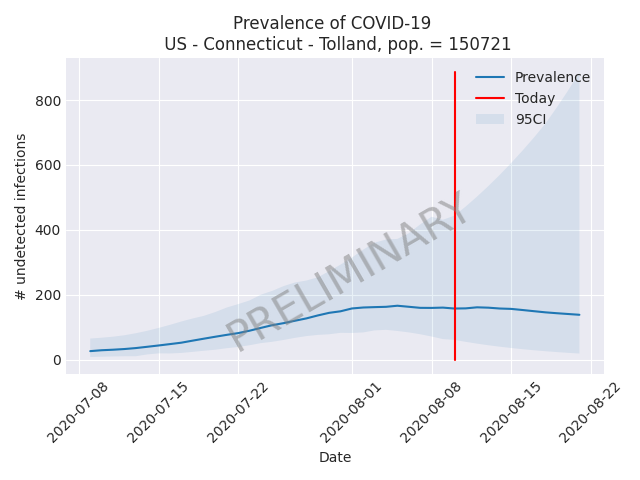 Prevalence of COVID-19
US - Connecticut - Tolland, pop. = 150721
Prevalence
Today
95CI
# undetected infections
800
600
400
200
0
PRELIMINARY
2020-07-08
2020-07-15
2020-07-22
2020-08-01
2020-08-08
2020-08-15
2020-08-22
Date